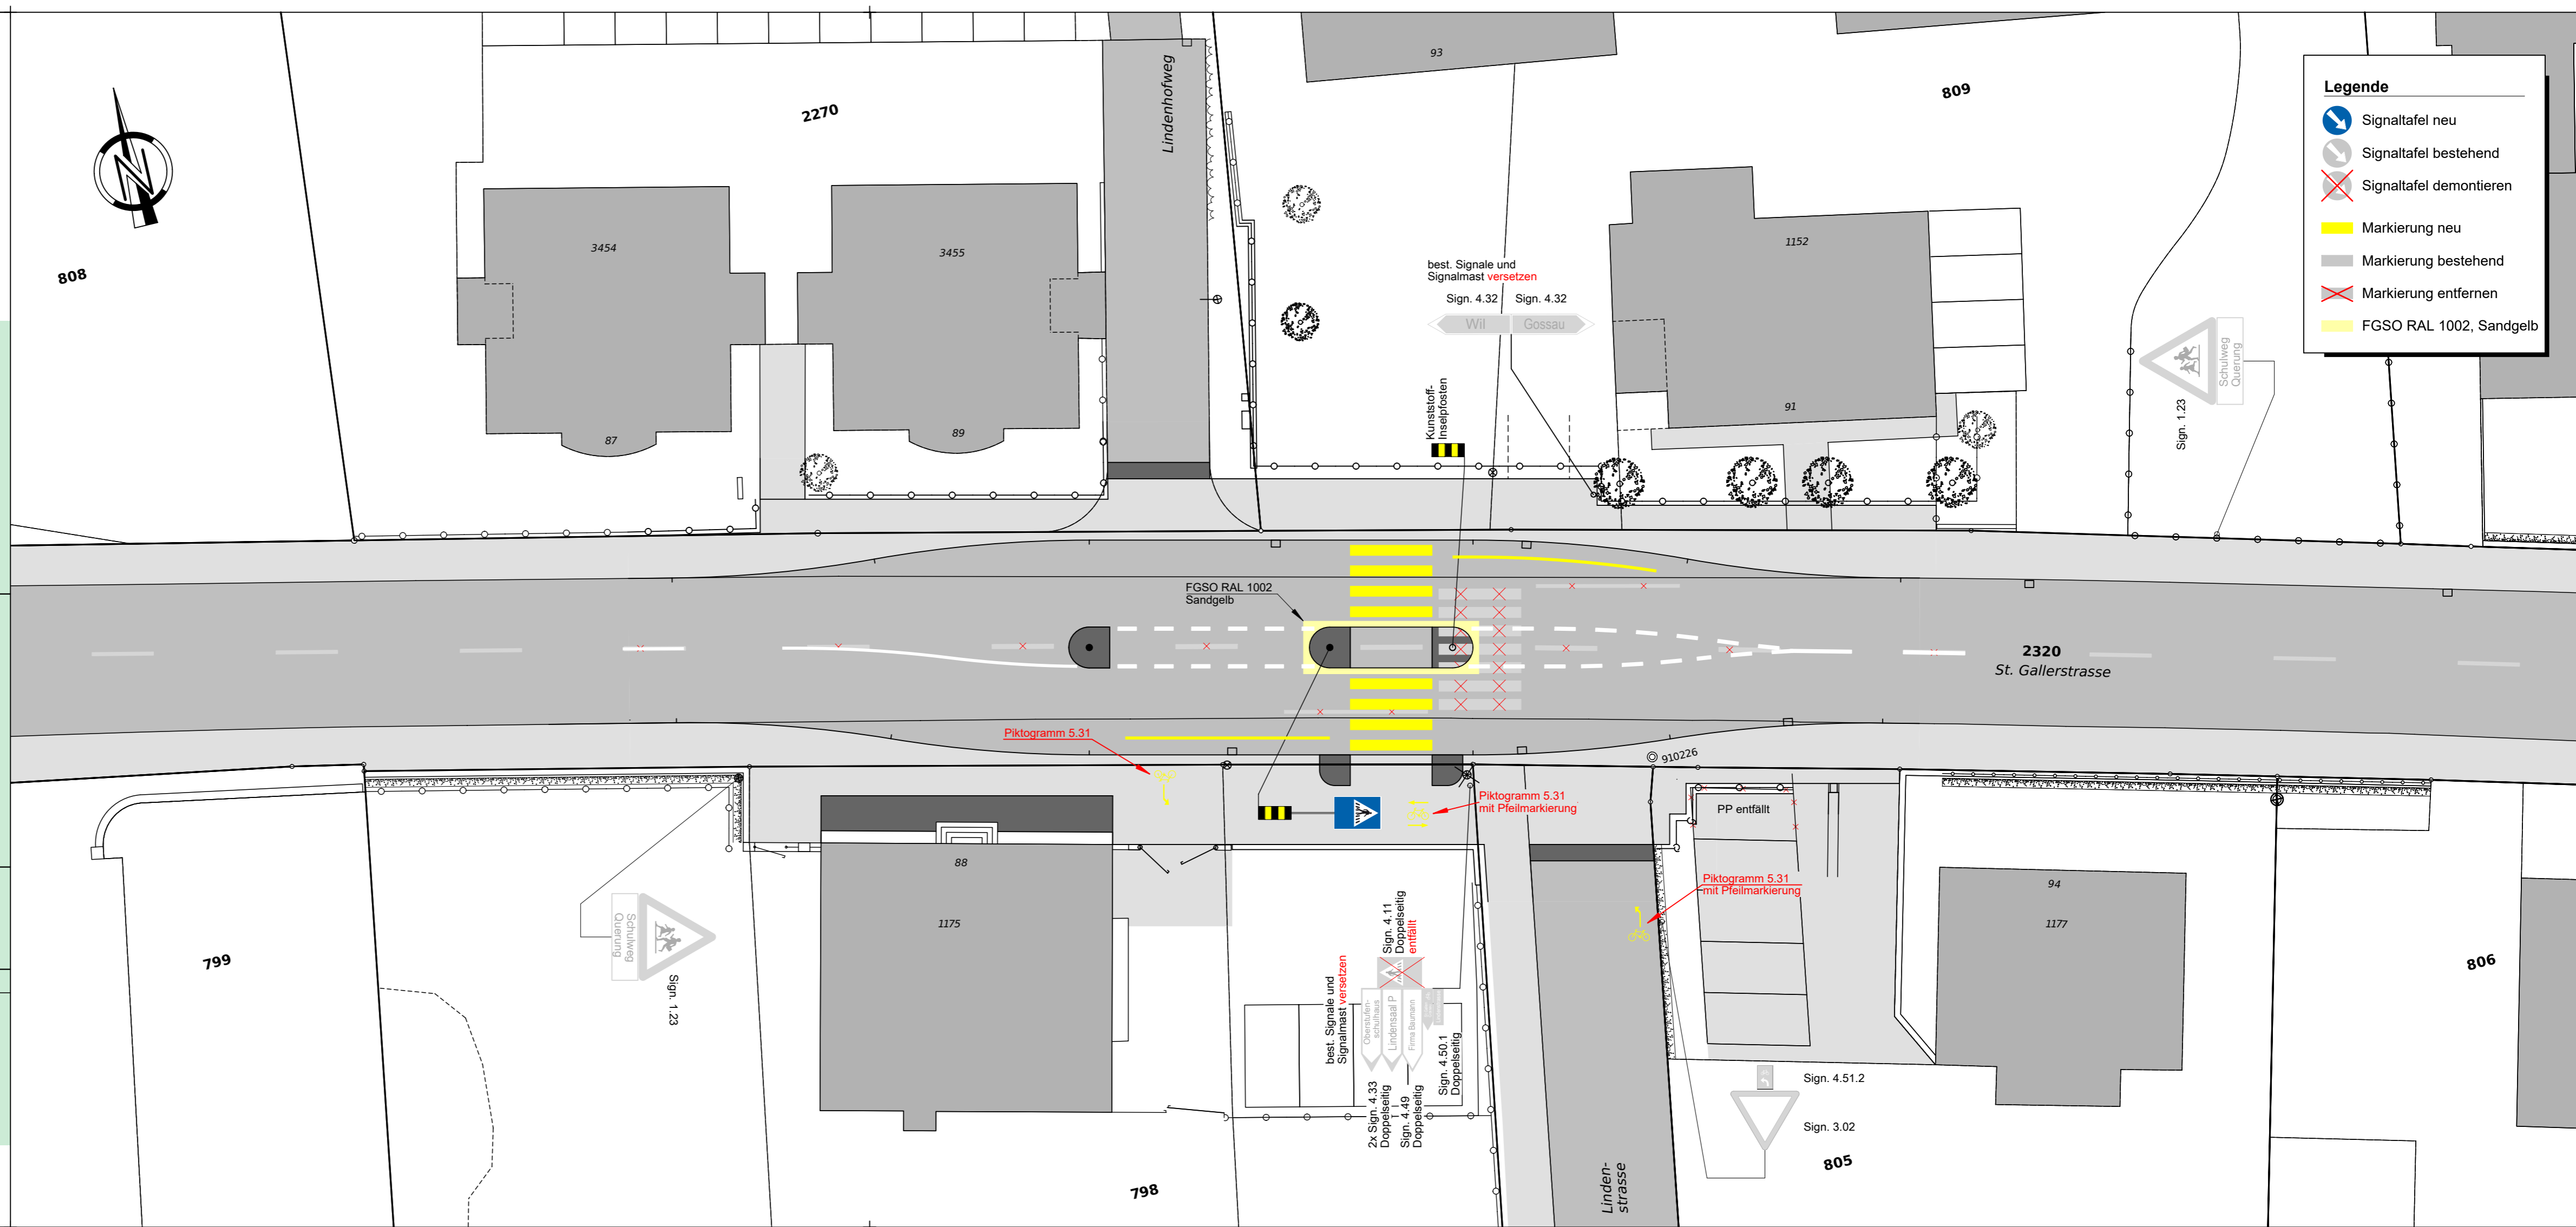 Legende
Signaltafel neu
Signaltafel bestehend
Signaltafel demontieren
Markierung neu
Markierung bestehend
Markierung entfernen
FGSO RAL 1002, Sandgelb
N
808
2270
Lindenhofweg
93
809
3454
87
3455
89
1152
91
best. Signale und
Signalmast versetzen
Sign. 4.32
Sign. 4.32
Wil
Gossau
Kunststoff-
Inselpfosten
Schulweg
Querung
Sign. 1.23
FGSO RAL 1002
Sandgelb
2320
St. Gallerstrasse
Piktogramm 5.31
910226
Piktogramm 5.31
mit Pfeilmarkierung
PP entfällt
Piktogramm 5.31
mit Pfeilmarkierung
88
1175
94
1177
799
Schulweg
Querung
Sign. 1.23
Sign. 4.11
Doppelseitig
entfällt
best. Signale und
Signalmast versetzen
Oberstufen-
schulhaus
Lindensaal P
Firma Baumann
Sign. 4.50.1
Doppelseitig
2x Sign. 4.33
Doppelseitig
Sign. 4.49
Doppelseitig
Sign. 4.51.2
Sign. 3.02
806
805
798
Linden-
strasse